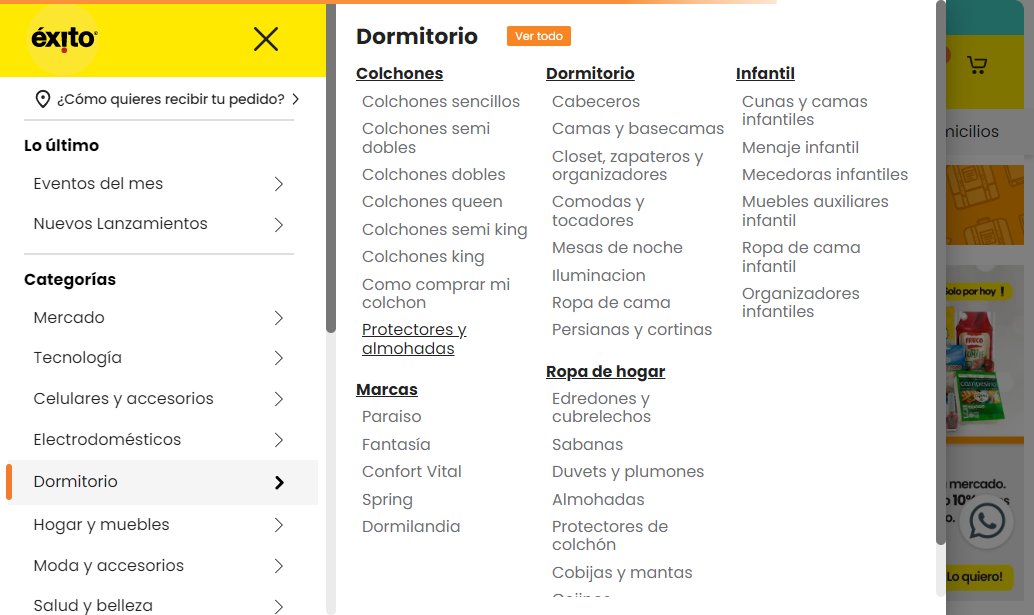 éxito
¿Cómo quieres recibir tu pedido?
Lo último
Eventos del mes
Nuevos Lanzamientos
Categorías
Mercado
Tecnología
Celulares y accesorios
Electrodomésticos
Dormitorio
Hogar y muebles
Moda y accesorios
Salud y belleza
Dormitorio
Ver todo
Colchones
Colchones sencillos
Colchones semi
dobles
Colchones dobles
Colchones queen
Colchones semi king
Colchones king
Como comprar mi
colchon
Protectores y
almohadas
Marcas
Paraiso
Fantasía
Confort Vital
Spring
Dormilandia
Dormitorio
Cabeceros
Camas y basecamas
Closet, zapateros y
organizadores
Comodas y
tocadores
Mesas de noche
Iluminacion
Ropa de cama
Persianas y cortinas
Ropa de hogar
Edredones y
cubrelechos
Sabanas
Duvets y plumones
Almohadas
Protectores de
colchón
Cobijas y mantas
Infantil
Cunas y camas
infantiles
Menaje infantil
Mecedoras infantiles
Muebles auxiliares
infantil
Ropa de cama
infantil
Organizadores
infantiles
micilios
Solo por hoy !
mercado.
10%
Lo quiero!